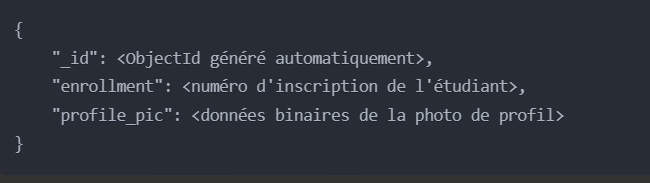 {
"_id": <ObjectId généré automatiquement>,
"enrollment": <numéro d'inscription de l'étudiant>,
"profile_pic": <données binaires de la photo de profil>
}